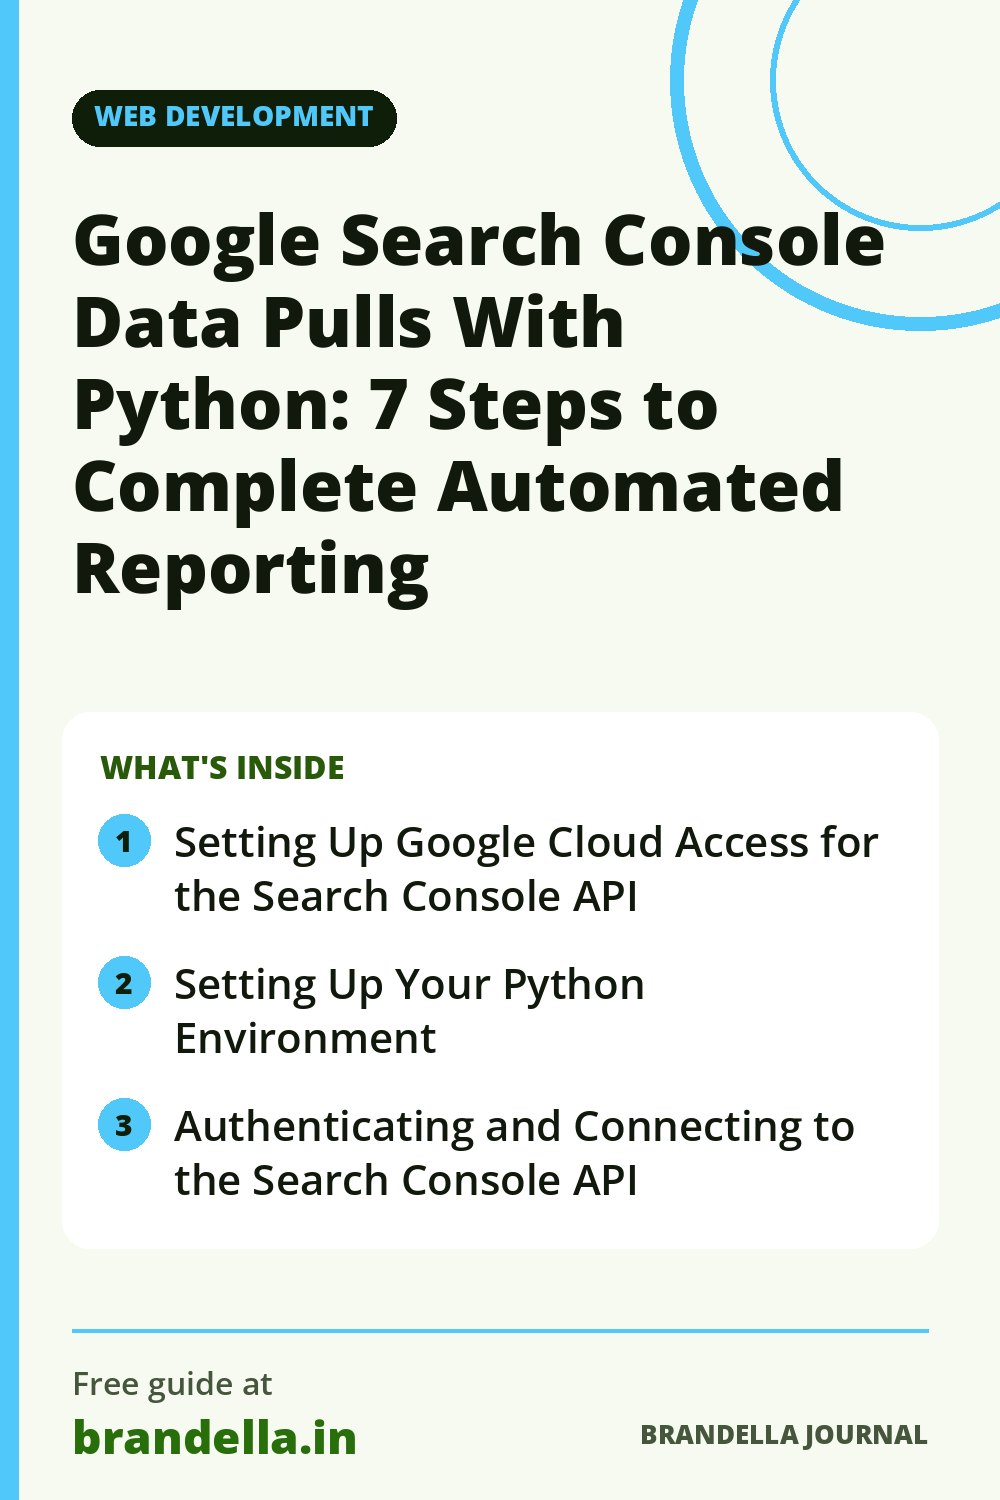 WEB DEVELOPMENT
Google Search Console
Data Pulls With
Python: 7 Steps to
Complete Automated
Reporting
WHAT'S INSIDE
1 Setting Up Google Cloud Access for
the Search Console API
2 Setting Up Your Python
Environment
3 Authenticating and Connecting to
the Search Console API
Free guide at
brandella.in
BRANDELLA JOURNAL